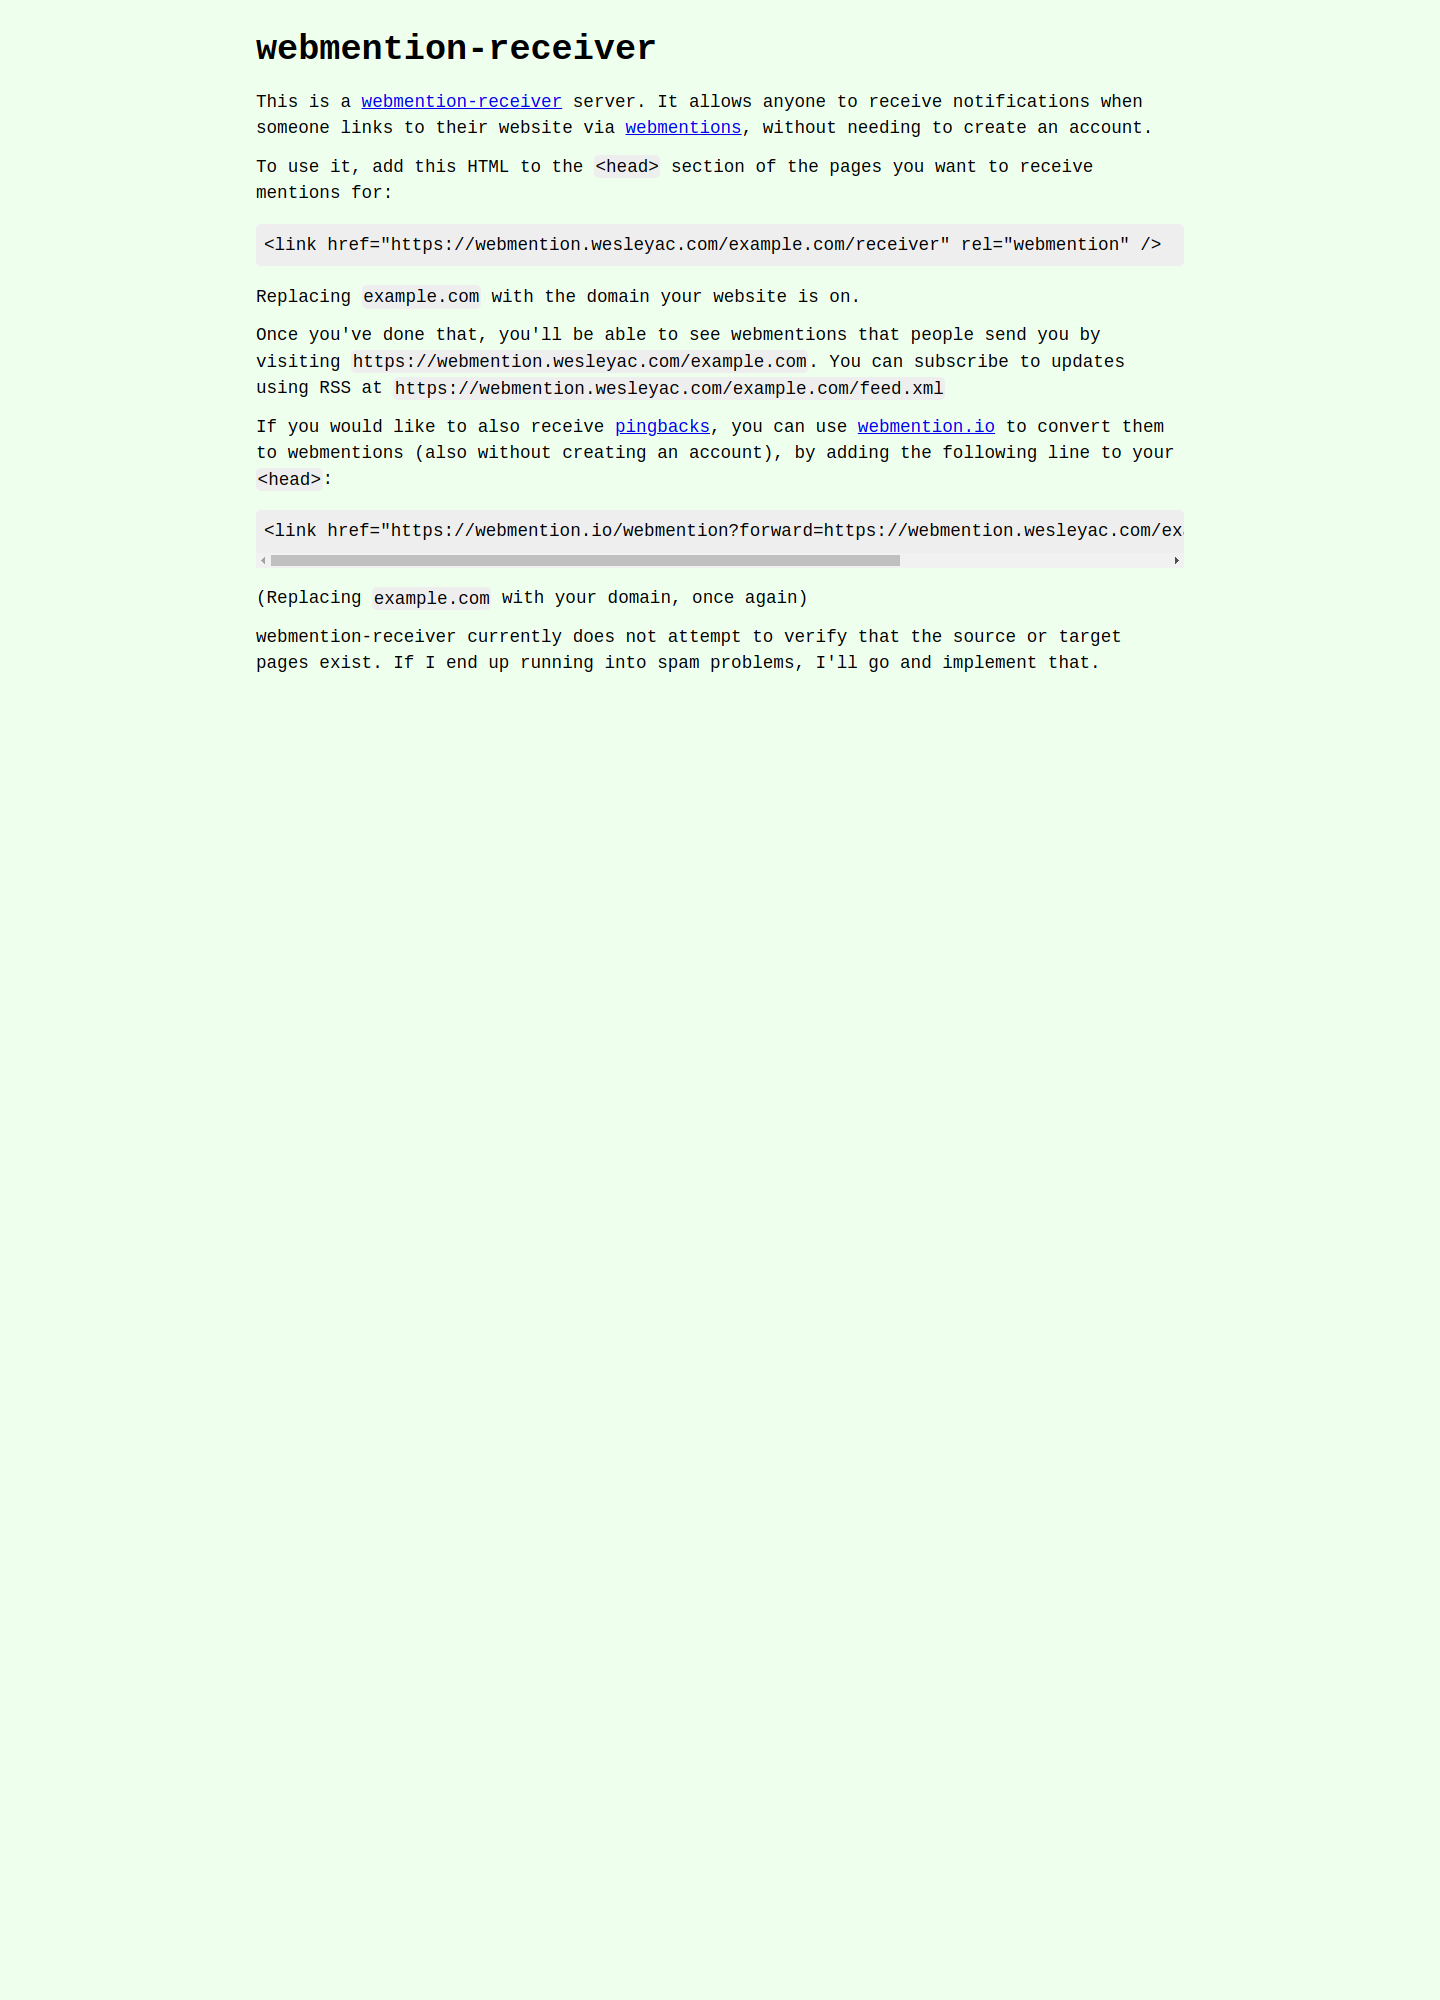 webmention-receiver
This is a webmention-receiver server. It allows anyone to receive notifications when
someone links to their website via webmentions, without needing to create an account.
To use it, add this HTML to the <head> section of the pages you want to receive
mentions for:
<link href="https://webmention.wesleyac.com/example.com/receiver" rel="webmention" />
Replacing example.com with the domain your website is on.
Once you've done that, you'll be able to see webmentions that people send you by
visiting https://webmention.wesleyac.com/example.com. You can subscribe to updates
using RSS at https://webmention.wesleyac.com/example.com/feed.xml
If you would like to also receive pingbacks, you can use webmention.io to convert them
to webmentions (also without creating an account), by adding the following line to your
<head>:
<link href="https://webmention.io/webmention?forward=https://webmention.wesleyac.com/exa
(Replacing example.com with your domain, once again)
webmention-receiver currently does not attempt to verify that the source or target
pages exist. If I end up running into spam problems, I'll go and implement that.